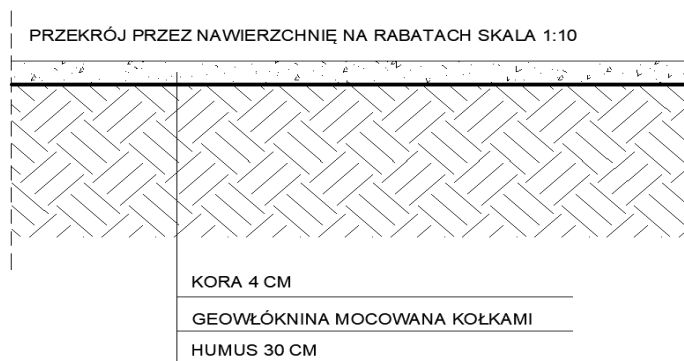 PRZEKRÓJ PRZEZ NAWIERZCHNIĘ NA RABATACH SKALA 1:10
KORA 4 CM
GEOWŁÓKNINA MOCOWANA KOŁKAMI
HUMUS 30 CM